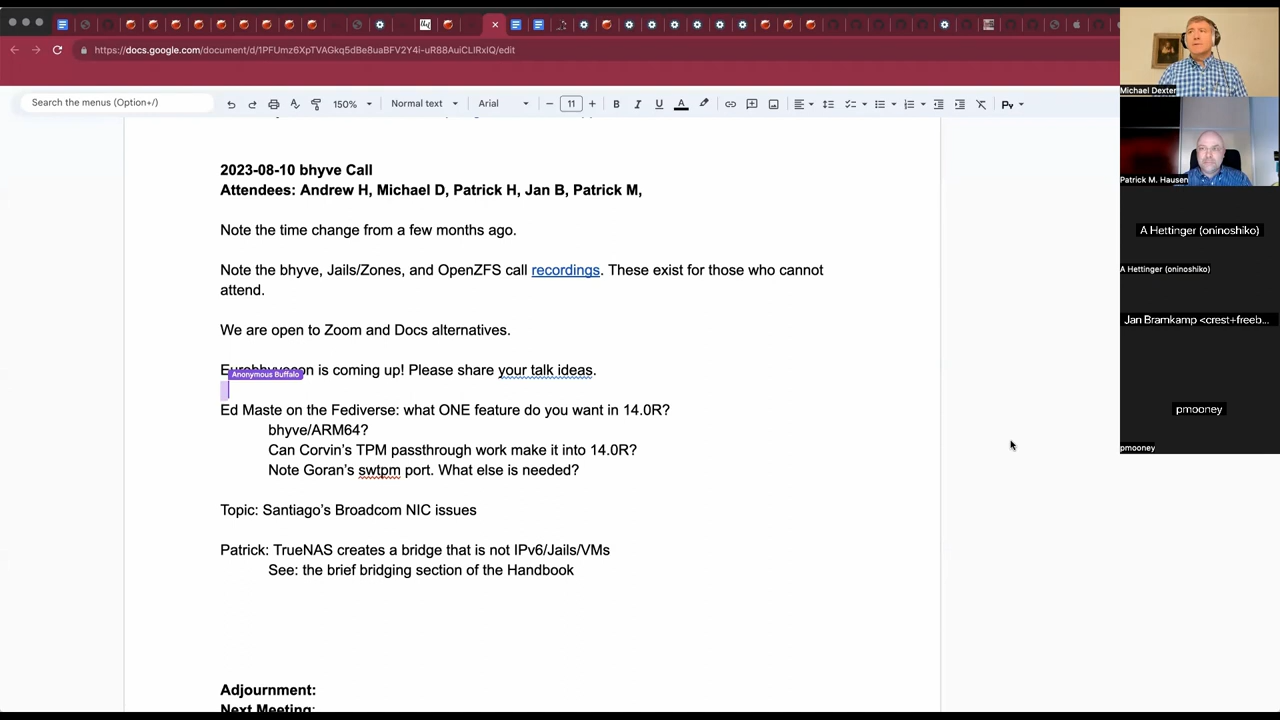 https://docs.google.com/document/d/1PFUmz6XpTVAGkq5dBe8uaBFV2Y4i-uR88AuiCLlRxIQ/edit
Search the menus (Option+/)
150%
Normal text
Arial
11
B
I
U
A
2023-08-10 bhyve Call
Attendees: Andrew H, Michael D, Patrick H, Jan B, Patrick M,
Note the time change from a few months ago.
Note the bhyve, Jails/Zones, and OpenZFS call recordings. These exist for those who cannot
attend.
We are open to Zoom and Docs alternatives.
is coming up! Please share your talk ideas.
Anonymous Buffalo
Ed Maste on the Fediverse: what ONE feature do you want in 14.0R?
bhyve/ARM64?
Can Corvin’s TPM passthrough work make it into 14.0R?
Note Goran’s swtpm port. What else is needed?
Topic: Santiago’s Broadcom NIC issues
Patrick: TrueNAS creates a bridge that is not IPv6/Jails/VMs
See: the brief bridging section of the Handbook
Adjournment:
Next Meeting:
Michael Dexter
Patrick M. Hausen
A Hettinger (oninoshiko)
A Hettinger (oninoshiko)
Jan Bramkamp <crest+freeb...
pmooney
pmooney